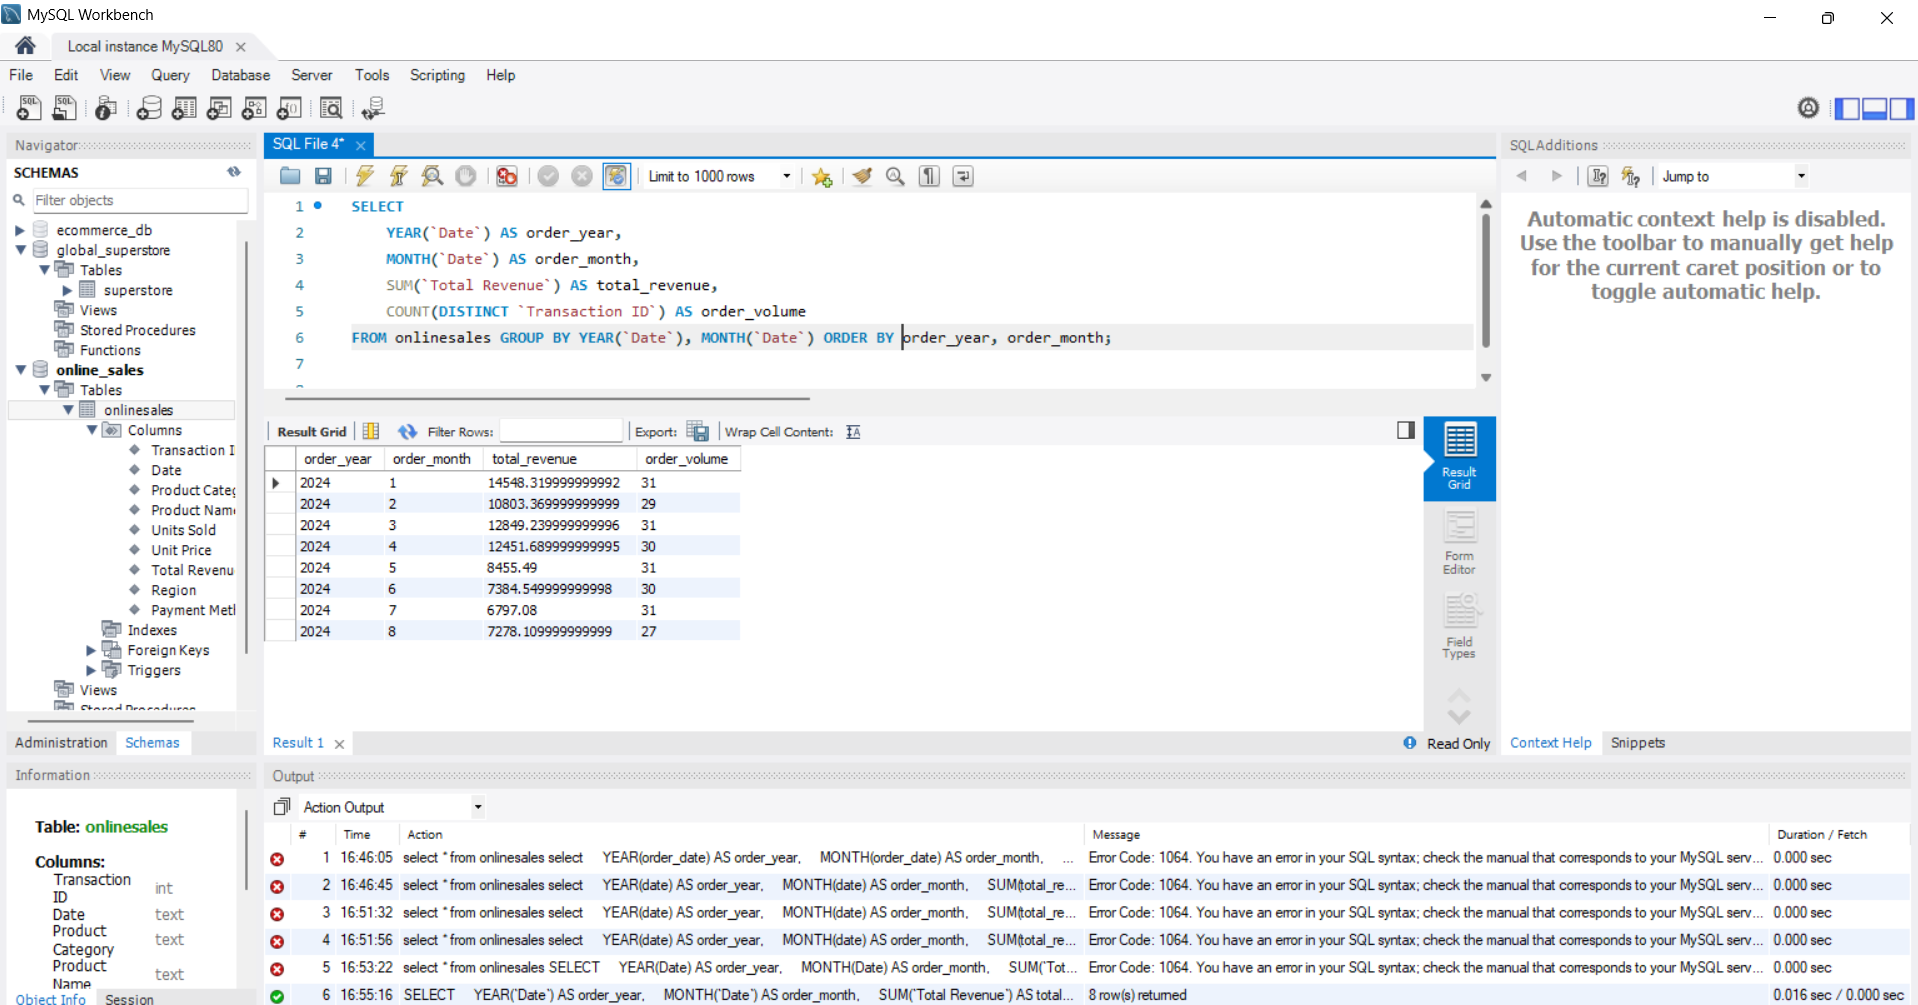 MySQL Workbench
Local instance MySQL80
File Edit View Query Database Server Tools Scripting Help
Navigator
SCHEMAS
Filter objects
ecommerce_db
global_superstore
Tables
superstore
Views
Stored Procedures
Functions
online_sales
Tables
onlinesales
Columns
Transaction I
Date
Product Cate
Product Nam
Units Sold
Unit Price
Total Revenu
Region
Payment Met
Indexes
Foreign Keys
Triggers
Views
Stored Procedures
Administration Schemas
Information
Table: onlinesales
Columns:
Transaction ID int
Date text
Product Category text
Product Name text
Object Info Session
SQL File 4*
Limit to 1000 rows
1 SELECT
2 YEAR(`Date`) AS order_year,
3 MONTH(`Date`) AS order_month,
4 SUM(`Total Revenue`) AS total_revenue,
5 COUNT(DISTINCT `Transaction ID`) AS order_volume
6 FROM onlinesales GROUP BY YEAR(`Date`), MONTH(`Date`) ORDER BY order_year, order_month;
7
Result Grid Filter Rows: Export: Wrap Cell Content:
order_year order_month total_revenue order_volume
2024 1 14548.319999999992 31
2024 2 10803.369999999999 29
2024 3 12849.239999999996 31
2024 4 12451.689999999995 30
2024 5 8455.49 31
2024 6 7384.549999999998 30
2024 7 6797.08 31
2024 8 7278.109999999999 27
Result Grid
Form Editor
Field Types
Result 1
Read Only
SQLAdditions
Jump to
Automatic context help is disabled.
Use the toolbar to manually get help
for the current caret position or to
toggle automatic help.
Context Help Snippets
Output
Action Output
# Time Action Message Duration / Fetch
1 16:46:05 select * from onlinesales select YEAR(order_date) AS order_year, MONTH(order_date) AS order_month, ... Error Code: 1064. You have an error in your SQL syntax; check the manual that corresponds to your MySQL serv... 0.000 sec
2 16:46:45 select * from onlinesales select YEAR(date) AS order_year, MONTH(date) AS order_month, SUM(total_re... Error Code: 1064. You have an error in your SQL syntax; check the manual that corresponds to your MySQL serv... 0.000 sec
3 16:51:32 select * from onlinesales select YEAR(date) AS order_year, MONTH(date) AS order_month, SUM(total_re... Error Code: 1064. You have an error in your SQL syntax; check the manual that corresponds to your MySQL serv... 0.000 sec
4 16:51:56 select * from onlinesales select YEAR(date) AS order_year, MONTH(date) AS order_month, SUM(total_re... Error Code: 1064. You have an error in your SQL syntax; check the manual that corresponds to your MySQL serv... 0.000 sec
5 16:53:22 select * from onlinesales SELECT YEAR(Date) AS order_year, MONTH(Date) AS order_month, SUM(`Tot... Error Code: 1064. You have an error in your SQL syntax; check the manual that corresponds to your MySQL serv... 0.000 sec
6 16:55:16 SELECT YEAR(`Date`) AS order_year, MONTH(`Date`) AS order_month, SUM(`Total Revenue`) AS total... 8 row(s) returned 0.016 sec / 0.000 sec